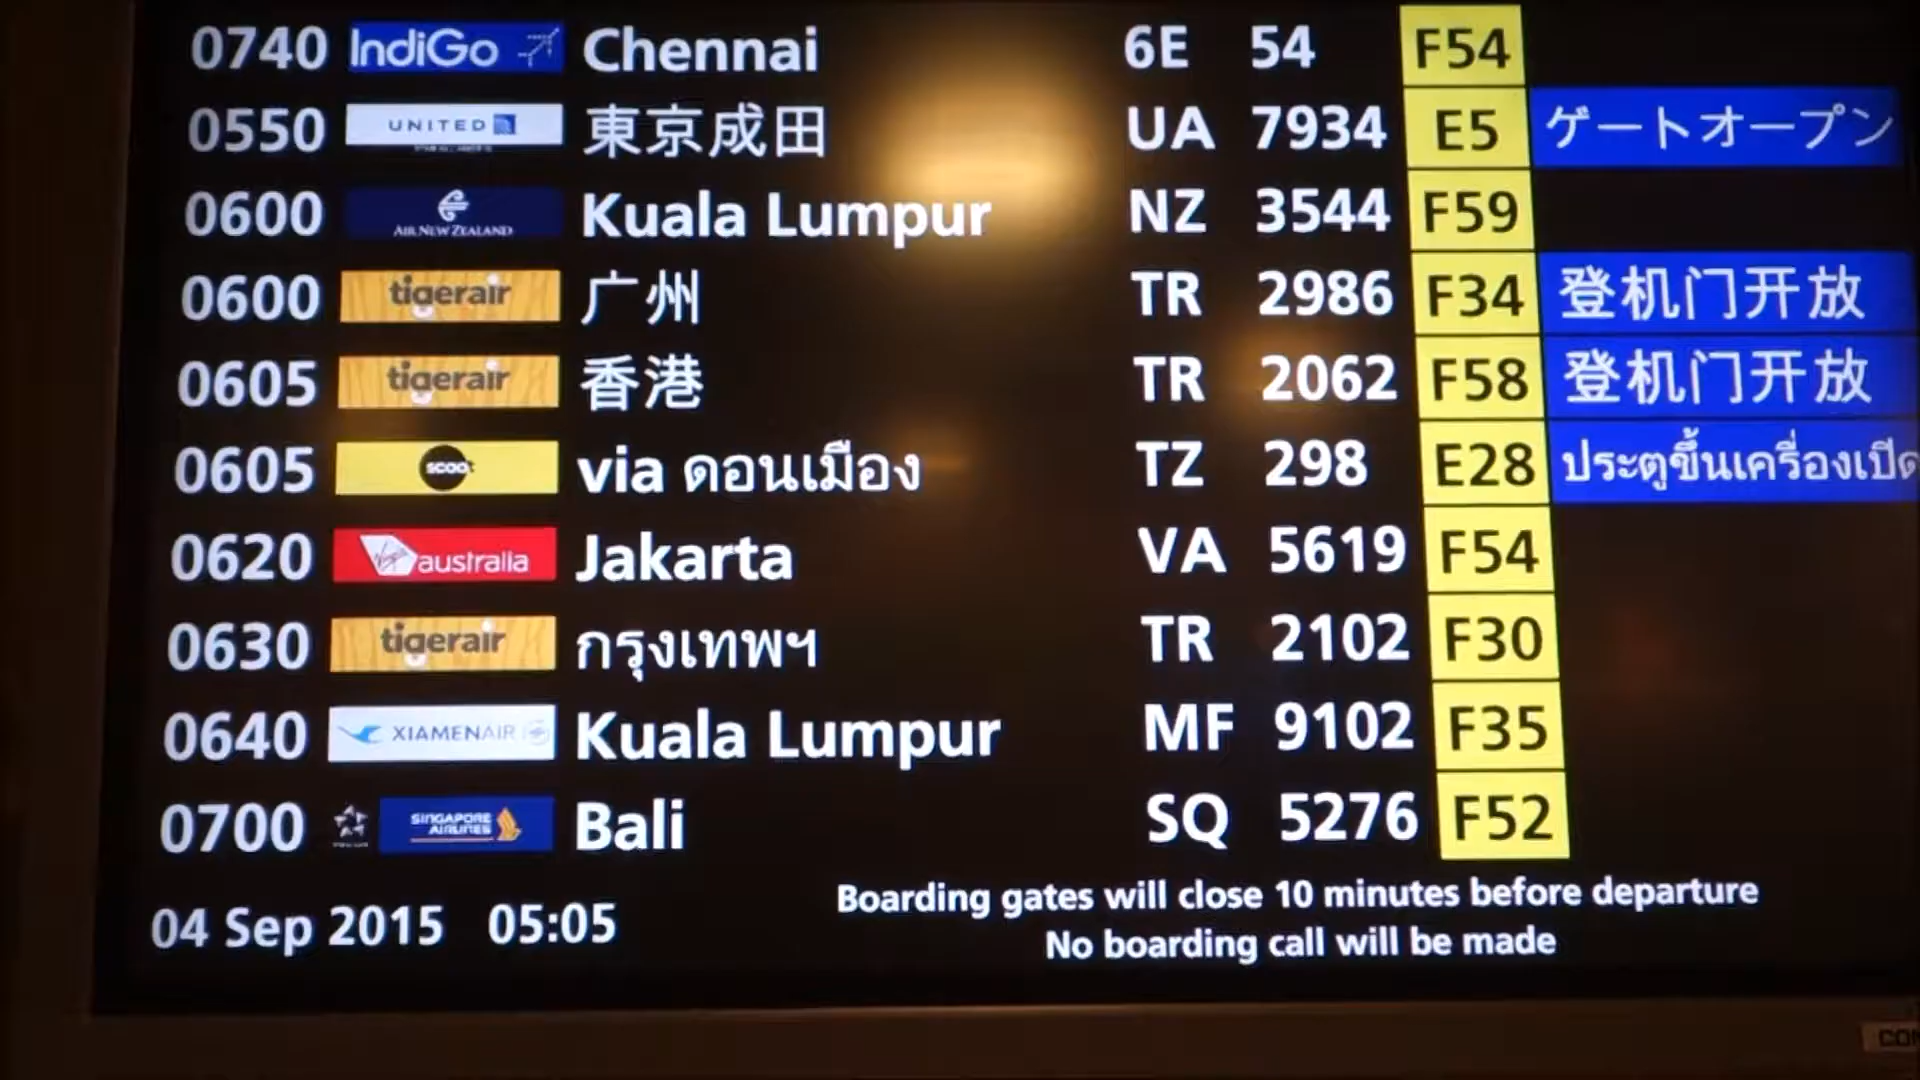 0740 IndiGo Chennai 6E 54 F54
0550 UNITED 東京成田 UA 7934 E5 ゲートオープン
0600 AIR NEW ZEALAND Kuala Lumpur NZ 3544 F59
0600 tigerair 广州 TR 2986 F34 登机门开放
0605 tigerair 香港 TR 2062 F58 登机门开放
0605 scoot via ดอนเมือง TZ 298 E28 ประตูขึ้นเครื่องเปิด
0620 Virgin australia Jakarta VA 5619 F54
0630 tigerair กรุงเทพฯ TR 2102 F30
0640 XIAMENAIR Kuala Lumpur MF 9102 F35
0700 SINGAPORE AIRLINES Bali SQ 5276 F52
04 Sep 2015 05:05
Boarding gates will close 10 minutes before departure
No boarding call will be made